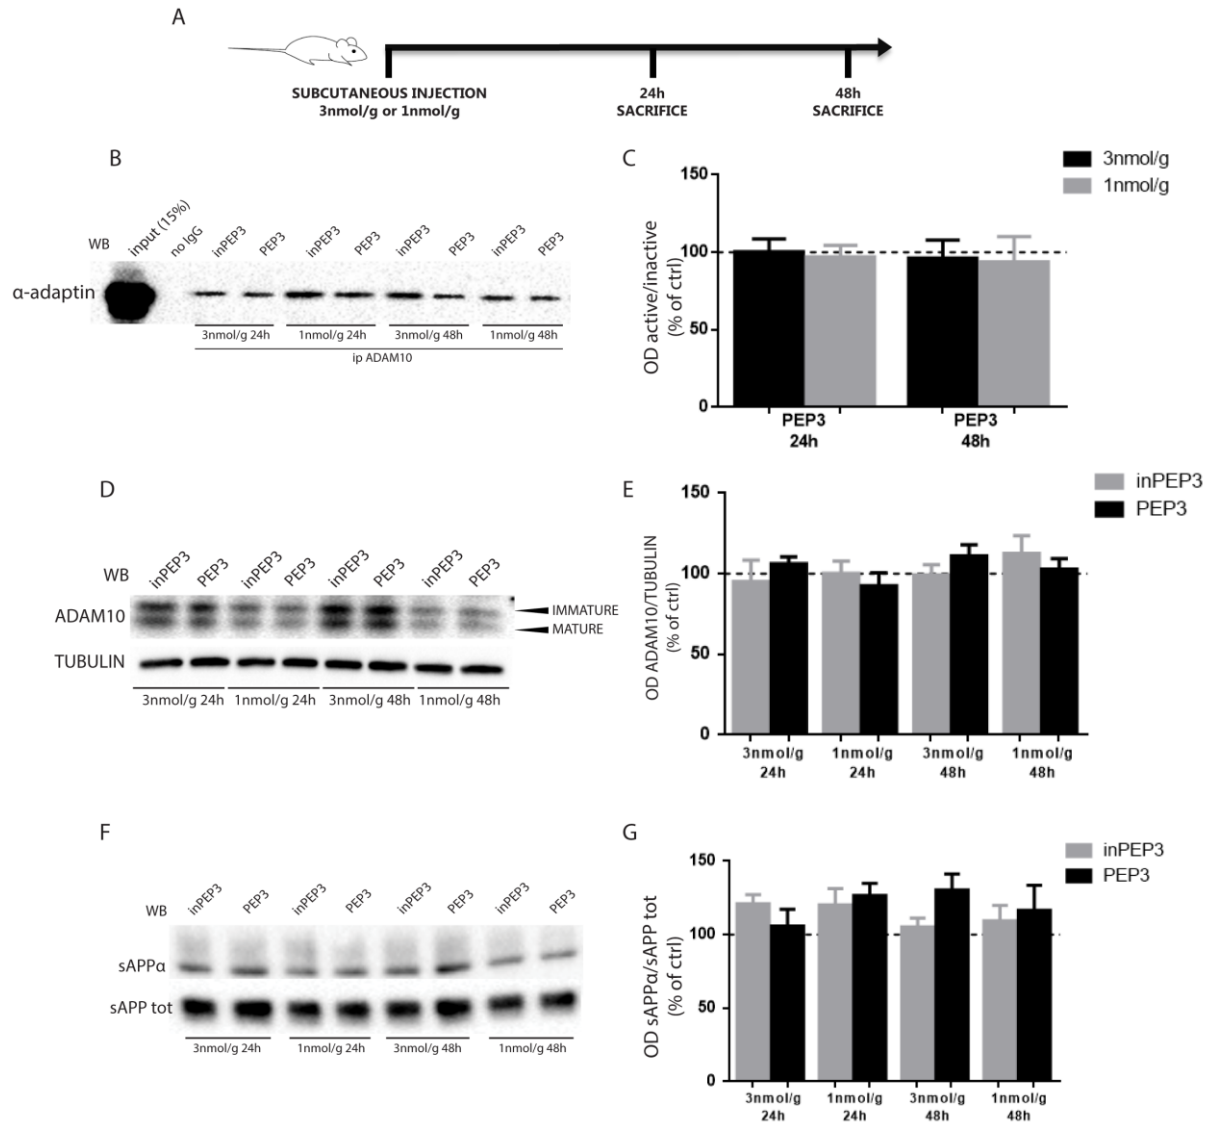 A
SUBCUTANEOUS INJECTION
3nmol/g or 1nmol/g
24h
SACRIFICE
48h
SACRIFICE
B
WB
input (15%)
no IgG
inPEP3
PEP3
inPEP3
PEP3
inPEP3
PEP3
inPEP3
PEP3
α-adaptin
3nmol/g 24h
1nmol/g 24h
3nmol/g 48h
1nmol/g 48h
ip ADAM10
C
3nmol/g
1nmol/g
OD active/inactive
(% of ctrl)
150
100
50
0
PEP3
24h
PEP3
48h
D
WB
inPEP3
PEP3
inPEP3
PEP3
inPEP3
PEP3
inPEP3
PEP3
ADAM10
IMMATURE
MATURE
TUBULIN
3nmol/g 24h
1nmol/g 24h
3nmol/g 48h
1nmol/g 48h
E
inPEP3
PEP3
OD ADAM10/TUBULIN
(% of ctrl)
150
100
50
0
3nmol/g
24h
1nmol/g
24h
3nmol/g
48h
1nmol/g
48h
F
WB
inPEP3
PEP3
inPEP3
PEP3
inPEP3
PEP3
inPEP3
PEP3
sAPPα
sAPP tot
3nmol/g 24h
1nmol/g 24h
3nmol/g 48h
1nmol/g 48h
G
inPEP3
PEP3
OD sAPPα/sAPP tot
(% of ctrl)
150
100
50
0
3nmol/g
24h
1nmol/g
24h
3nmol/g
48h
1nmol/g
48h